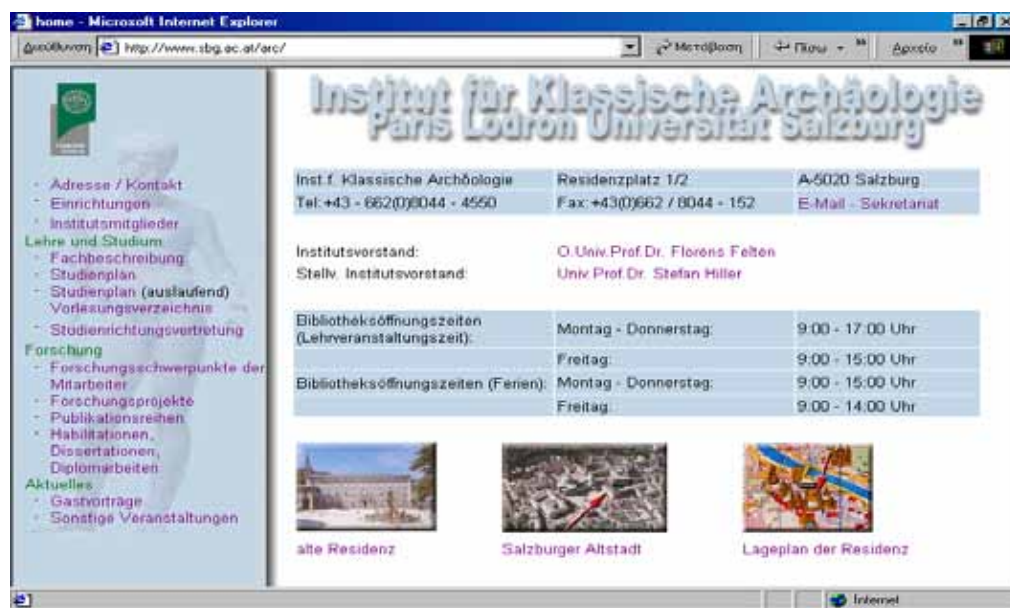 home - Microsoft Internet Explorer
Διεύθυνση http://www.sbg.ac.at/arc/ Μετάβαση Πίσω Αρχείο
Institut für Klassische Archäologie
Paris Lodron Universität Salzburg
Adresse / Kontakt
Einrichtungen
Institutsmitglieder
Lehre und Studium
Fachbeschreibung
Studienplan
Studienplan (auslaufend)
Vorlesungsverzeichnis
Studienrichtungsvertretung
Forschung
Forschungsschwerpunkte der
Mitarbeiter
Forschungsprojekte
Publikationsreihen
Habilitationen,
Dissertationen,
Diplomarbeiten
Aktuelles
Gastvorträge
Sonstige Veranstaltungen
Inst.f. Klassische Archδologie Residenzplatz 1/2 A-5020 Salzburg
Tel: +43 - 662(0)8044 - 4550 Fax: +43(0)662 / 8044 - 152 E-Mail - Sekretariat
Institutsvorstand: O.Univ.Prof.Dr. Florens Felten
Stellv. Institutsvorstand: Univ.Prof.Dr. Stefan Hiller
Bibliotheksöffnungszeiten
(Lehrveranstaltungszeit): Montag - Donnerstag: 9:00 - 17:00 Uhr
Freitag: 9:00 - 15:00 Uhr
Bibliotheksöffnungszeiten (Ferien): Montag - Donnerstag: 9:00 - 15:00 Uhr
Freitag: 9:00 - 14:00 Uhr
alte Residenz Salzburger Altstadt Lageplan der Residenz
Internet